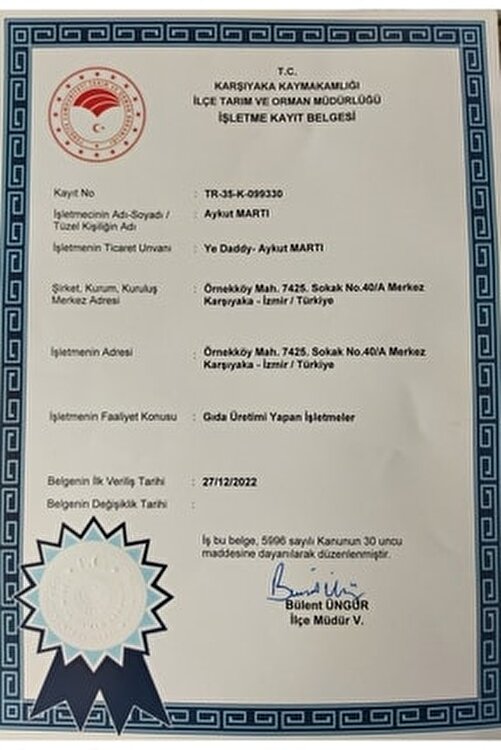 T.C.
KARŞIYAKA KAYMAKAMLIĞI
İLÇE TARIM VE ORMAN MÜDÜRLÜĞÜ
İŞLETME KAYIT BELGESİ
Kayıt No : TR-35-K-099330
İşletmecinin Adı-Soyadı / : Aykut MARTI
Tüzel Kişiliğin Adı
İşletmenin Ticaret Unvanı : Ye Daddy- Aykut MARTI
Şirket, Kurum, Kuruluş : Örnekköy Mah. 7425. Sokak No.40/A Merkez
Merkez Adresi Karşıyaka - İzmir / Türkiye
İşletmenin Adresi : Örnekköy Mah. 7425. Sokak No.40/A Merkez
Karşıyaka - İzmir / Türkiye
İşletmenin Faaliyet Konusu : Gıda Üretimi Yapan İşletmeler
Belgenin İlk Veriliş Tarihi : 27/12/2022
Belgenin Değişiklik Tarihi :
İş bu belge, 5996 sayılı Kanunun 30 uncu
maddesine dayanılarak düzenlenmiştir.
Bülent ÜNGÜR
İlçe Müdür V.